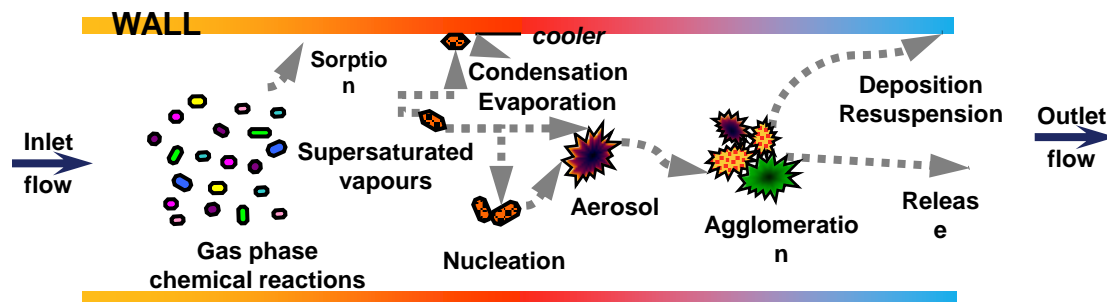 WALL
cooler
Sorptio
n
Condensation
Evaporation
Deposition
Resuspension
Inlet
flow
Outlet
flow
Supersaturated
vapours
Aerosol
Agglomeratio
n
Releas
e
Gas phase
chemical reactions
Nucleation